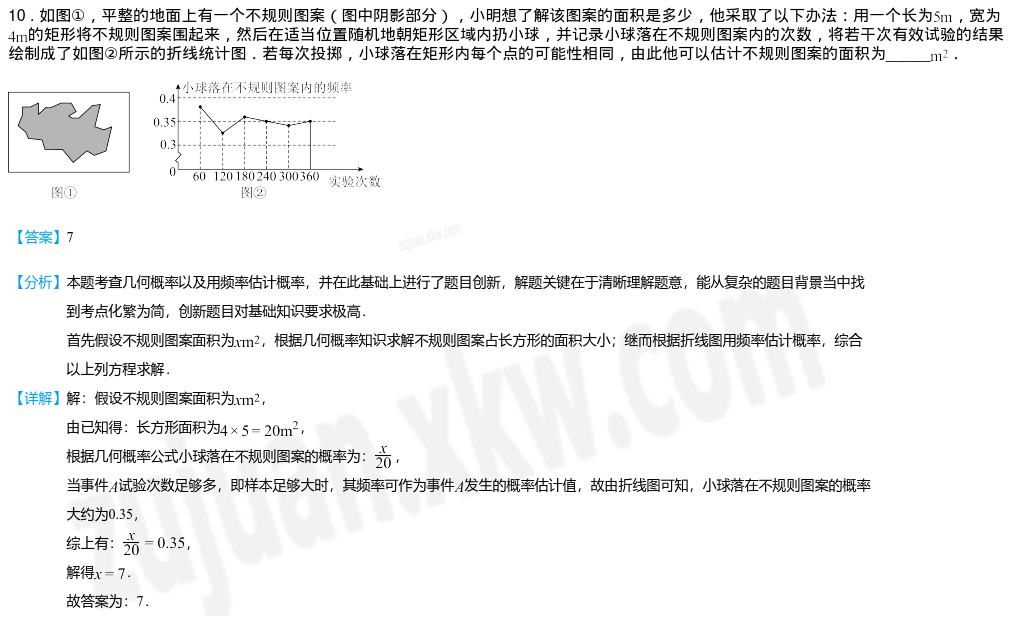 10．如图①，平整的地面上有一个不规则图案（图中阴影部分），小明想了解该图案的面积是多少，他采取了以下办法：用一个长为5m，宽为
4m的矩形将不规则图案围起来，然后在适当位置随机地朝矩形区域内扔小球，并记录小球落在不规则图案内的次数，将若干次有效试验的结果
绘制成了如图②所示的折线统计图．若每次投掷，小球落在矩形内每个点的可能性相同，由此他可以估计不规则图案的面积为______m²．
小球落在不规则图案内的频率
0.4
0.35
0.3
0
60 120 180 240 300 360 实验次数
图① 图②
【答案】7
zujuan.xkw.com
【分析】本题考查几何概率以及用频率估计概率，并在此基础上进行了题目创新，解题关键在于清晰理解题意，能从复杂的题目背景当中找
到考点化繁为简，创新题目对基础知识要求极高．
首先假设不规则图案面积为xm²，根据几何概率知识求解不规则图案占长方形的面积大小；继而根据折线图用频率估计概率，综合
以上列方程求解．
【详解】解：假设不规则图案面积为xm²，
由已知得：长方形面积为4×5=20m²，
根据几何概率公式小球落在不规则图案的概率为：x/20，
当事件A试验次数足够多，即样本足够大时，其频率可作为事件A发生的概率估计值，故由折线图可知，小球落在不规则图案的概率
大约为0.35，
综上有：x/20=0.35，
解得x=7．
故答案为：7．
zujuan.xkw.com